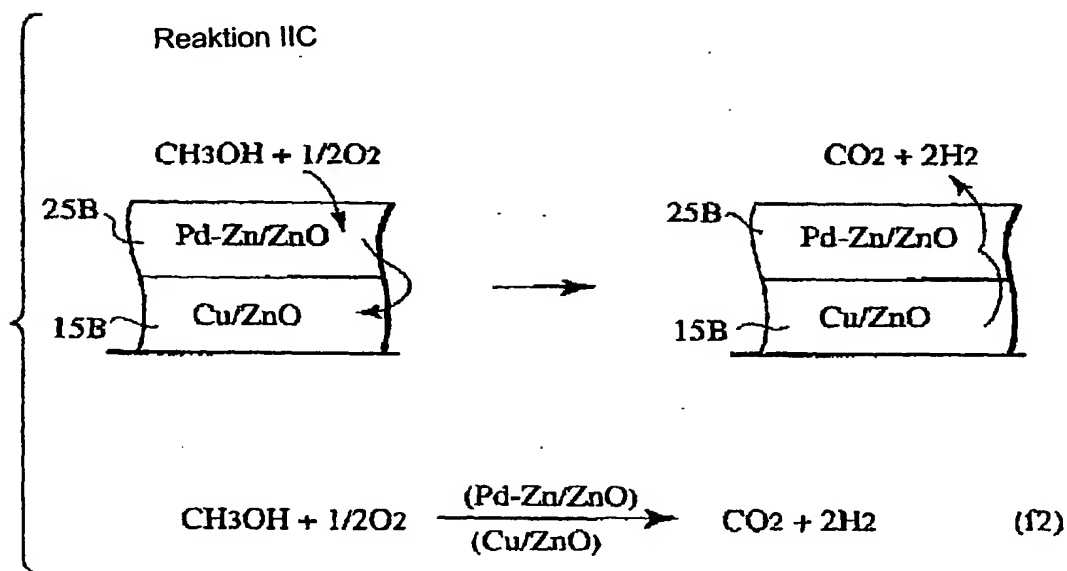 Reaktion IIC
CH3OH + 1/2O2
CO2 + 2H2
25B
Pd-Zn/ZnO
25B
Pd-Zn/ZnO
15B
Cu/ZnO
15B
Cu/ZnO
CH3OH + 1/2O2 (Pd-Zn/ZnO) (Cu/ZnO) CO2 + 2H2 (f2)